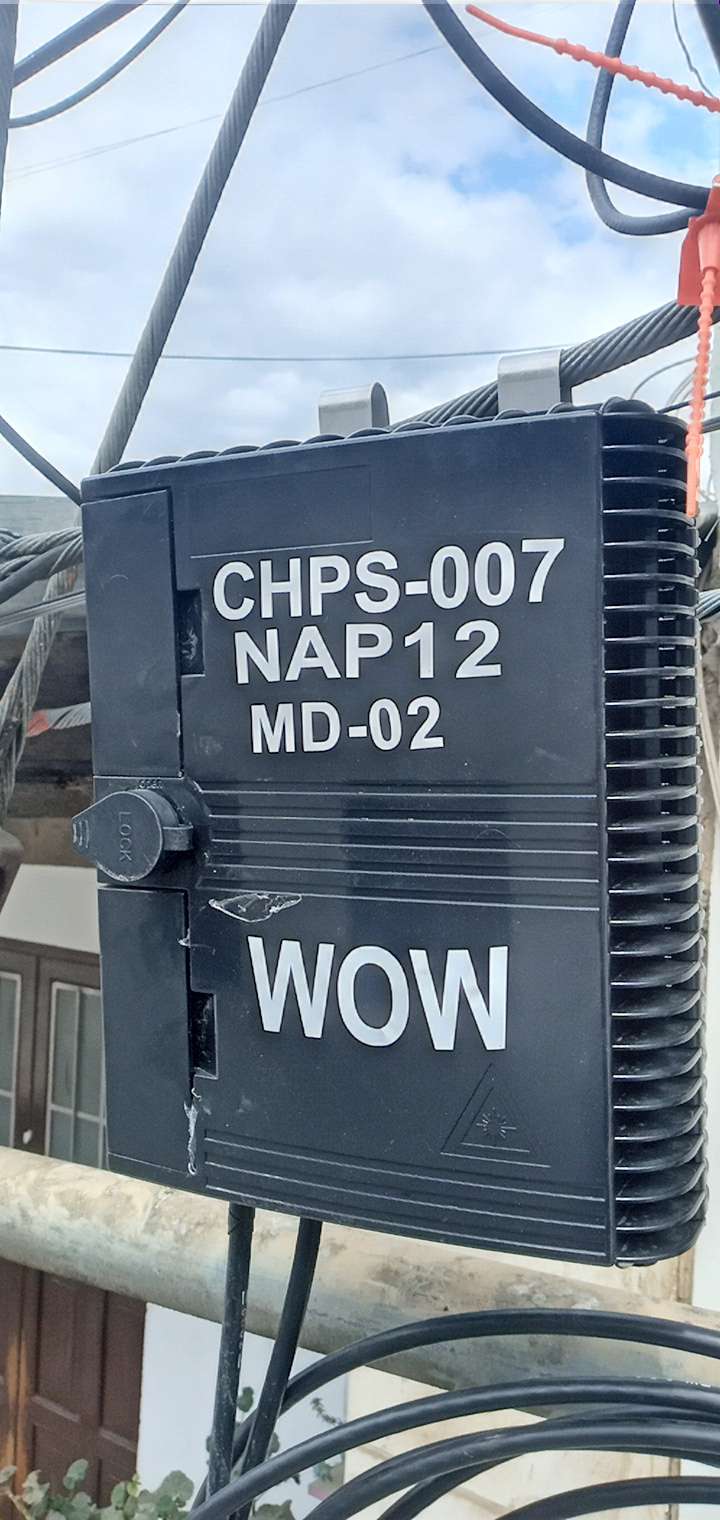 CHPS-007
NAP12
MD-02
LOCK
WOW